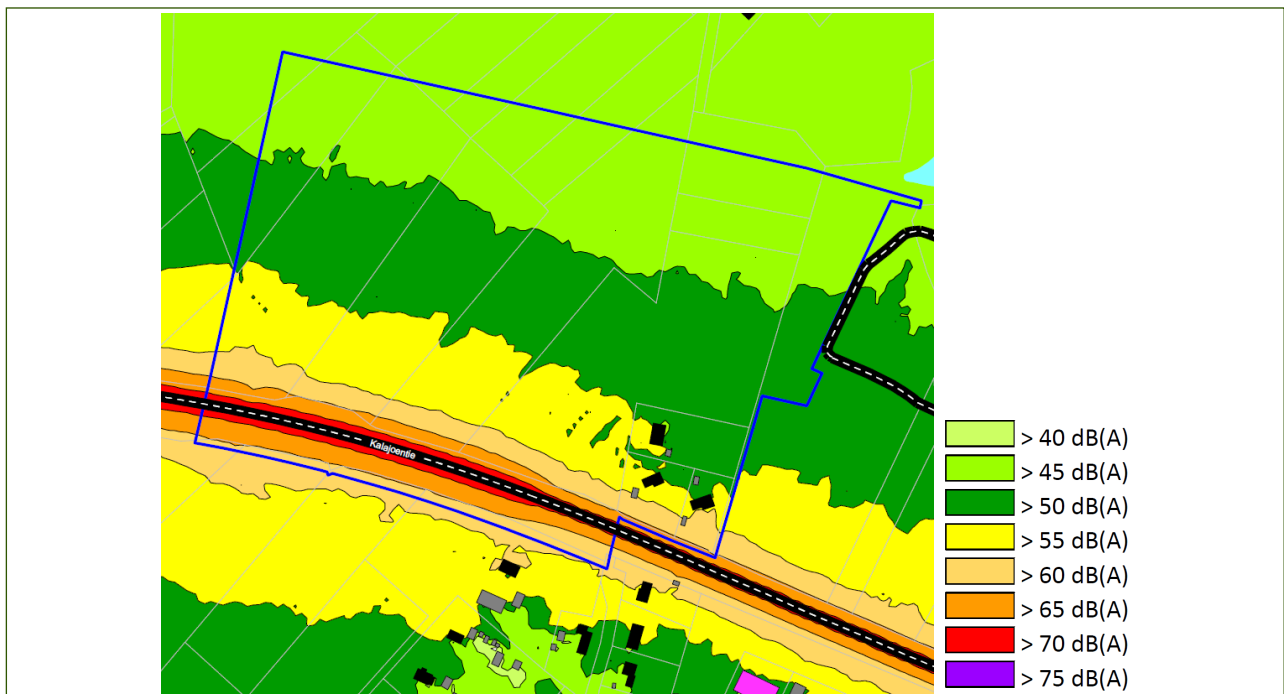 Kalajoentie
> 40 dB(A)
> 45 dB(A)
> 50 dB(A)
> 55 dB(A)
> 60 dB(A)
> 65 dB(A)
> 70 dB(A)
> 75 dB(A)